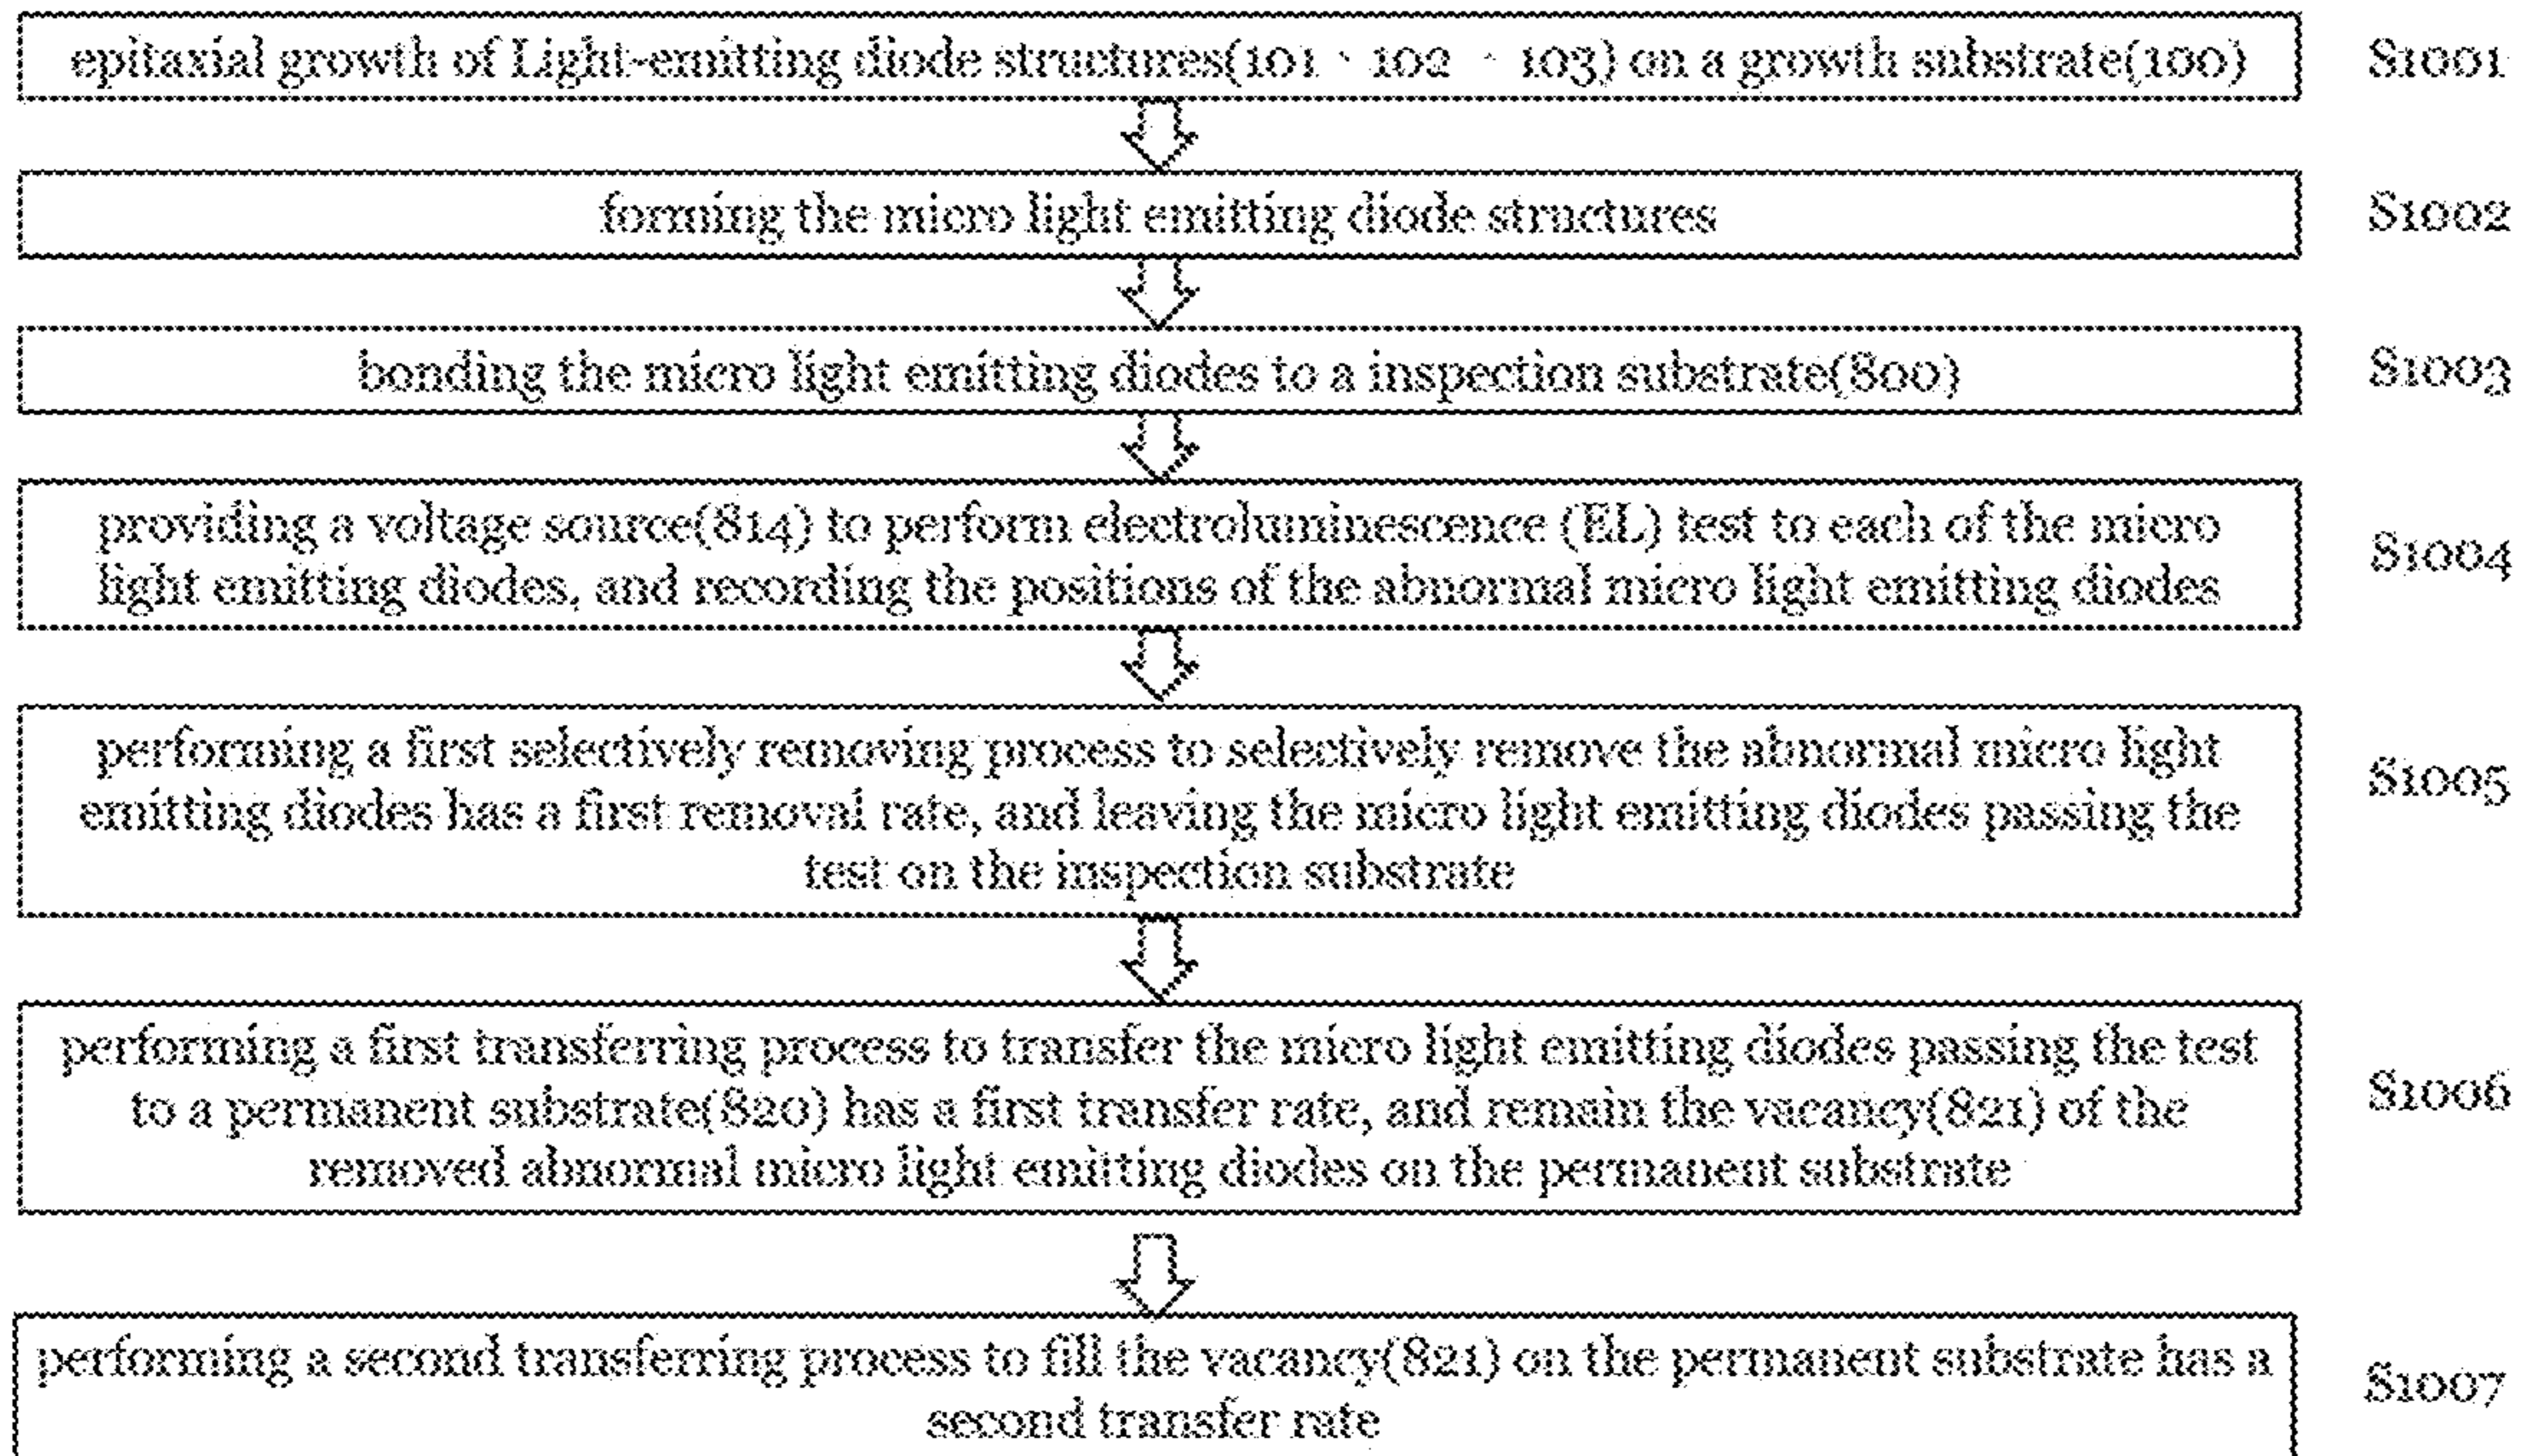 epitaxial growth of Light-emitting diode structures(101、102、103) on a growth substrate(100)
S1001
forming the micro light emitting diode structures
S1002
bonding the micro light emitting diodes to a inspection substrate(800)
S1003
providing a voltage source(814) to perform electroluminescence (EL) test to each of the micro
light emitting diodes, and recording the positions of the abnormal micro light emitting diodes
S1004
performing a first selectively removing process to selectively remove the abnormal micro light
emitting diodes has a first removal rate, and leaving the micro light emitting diodes passing the
test on the inspection substrate
S1005
performing a first transferring process to transfer the micro light emitting diodes passing the test
to a permanent substrate(820) has a first transfer rate, and remain the vacancy(821) of the
removed abnormal micro light emitting diodes on the permanent substrate
S1006
performing a second transferring process to fill the vacancy(821) on the permanent substrate has a
second transfer rate
S1007